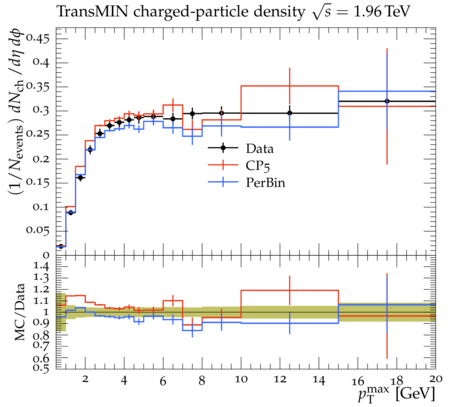 TransMIN charged-particle density √s = 1.96 TeV
(1/N_events) dN_ch/dη dϕ
0.45
0.4
0.35
0.3
0.25
0.2
0.15
0.1
0.05
0
Data
CP5
PerBin
MC/Data
1.4
1.3
1.2
1.1
1
0.9
0.8
0.7
0.6
0.5
2 4 6 8 10 12 14 16 18 20
p_T^max [GeV]